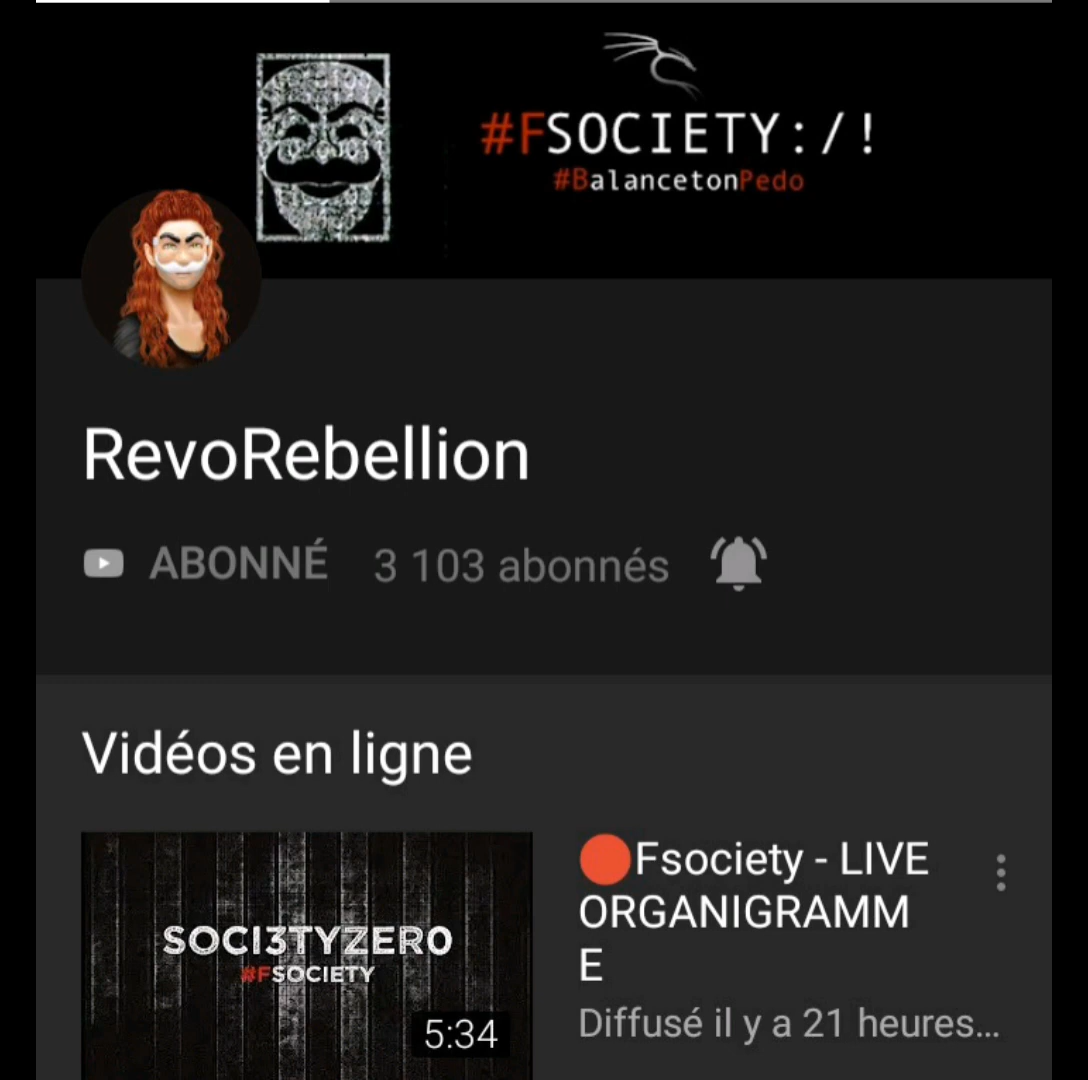 #FSOCIETY:/!
#BalancetonPedo
RevoRebellion
ABONNÉ 3 103 abonnés
Vidéos en ligne
SOCI3TYZER0
#FSOCIETY
5:34
🔴Fsociety - LIVE
ORGANIGRAMM
E
Diffusé il y a 21 heures...